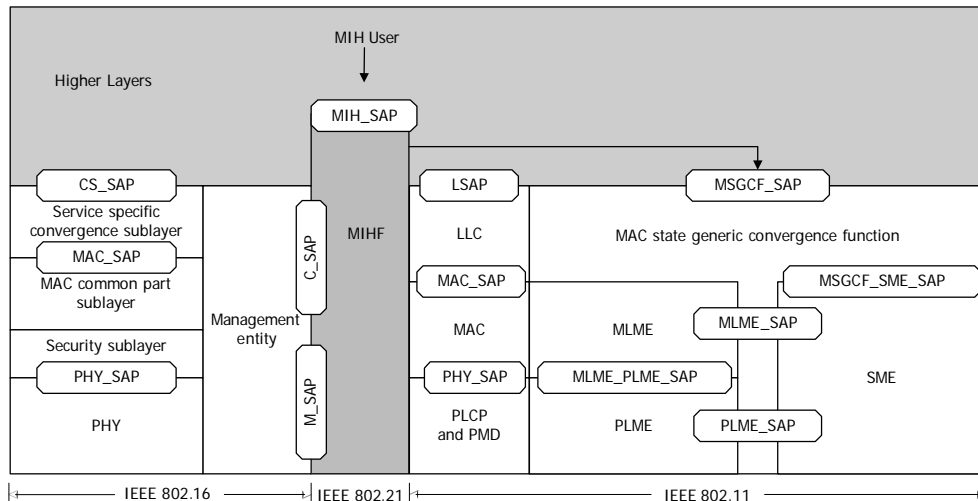 MIH User
Higher Layers
MIH_SAP
CS_SAP
LSAP
MSGCF_SAP
Service specific
convergence sublayer
MIHF
LLC
MAC state generic convergence function
C_SAP
MAC_SAP
MAC common part
sublayer
MAC_SAP
MSGCF_SME_SAP
Management
entity
MAC
MLME
MLME_SAP
Security sublayer
PHY_SAP
M_SAP
PHY_SAP
MLME_PLME_SAP
SME
PHY
PLCP
and PMD
PLME
PLME_SAP
IEEE 802.16
IEEE 802.21
IEEE 802.11